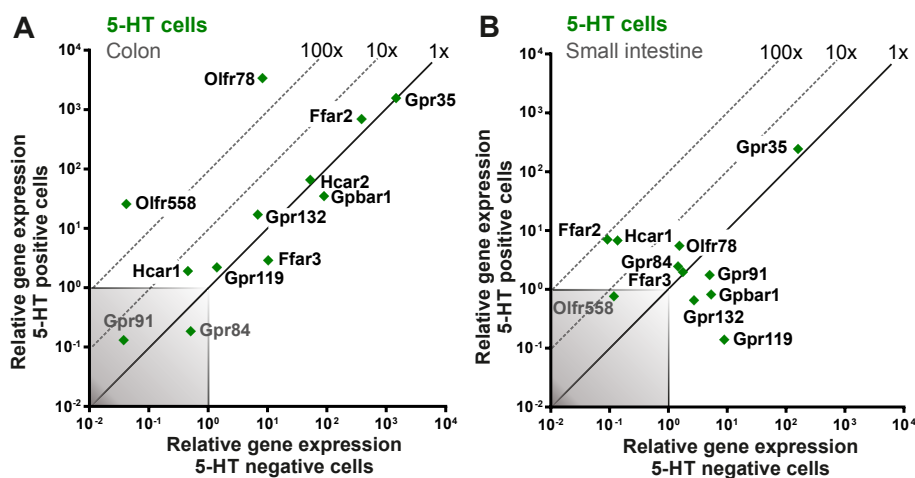 A
5-HT cells
Colon
100x
10x
1x
Olfr78
Gpr35
Ffar2
Hcar2
Gpbar1
Olfr558
Gpr132
Ffar3
Hcar1
Gpr119
Gpr91
Gpr84
10⁴
10³
10²
10¹
10⁰
10⁻¹
10⁻²
10⁻² 10⁻¹ 10⁰ 10¹ 10² 10³ 10⁴
Relative gene expression
5-HT positive cells
Relative gene expression
5-HT negative cells
B
5-HT cells
Small intestine
100x
10x
1x
Gpr35
Ffar2
Hcar1
Olfr78
Gpr84
Ffar3
Gpr91
Olfr558
Gpbar1
Gpr132
Gpr119
10⁴
10³
10²
10¹
10⁰
10⁻¹
10⁻²
10⁻² 10⁻¹ 10⁰ 10¹ 10² 10³ 10⁴
Relative gene expression
5-HT positive cells
Relative gene expression
5-HT negative cells